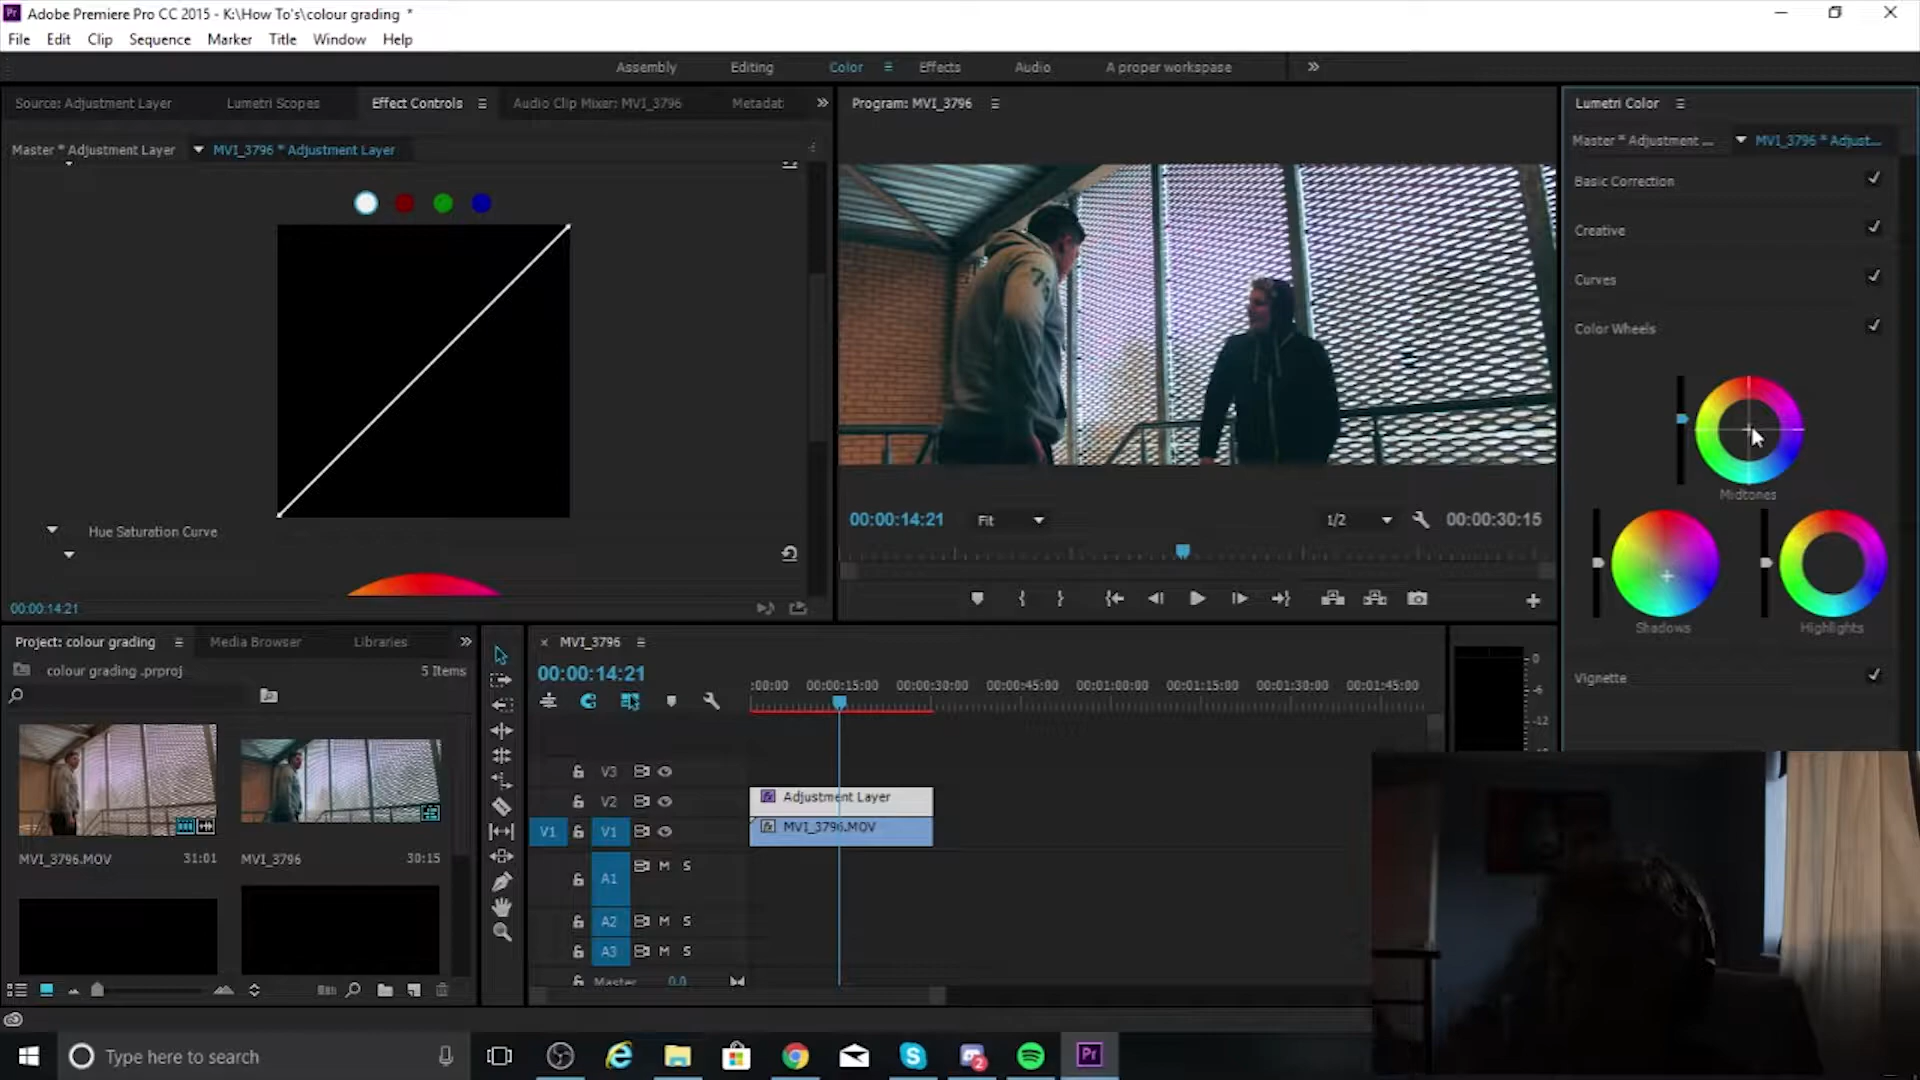 Adobe Premiere Pro CC 2015 - K:\How To's\colour grading *
File Edit Clip Sequence Marker Title Window Help
Assembly Editing Color Effects Audio A proper workspace
Source: Adjustment Layer Lumetri Scopes Effect Controls Audio Clip Mixer: MVI_3796 Metadat
Master * Adjustment Layer MVI_3796 * Adjustment Layer
Hue Saturation Curve
00:00:14:21
Program: MVI_3796
00:00:14:21 Fit 1/2 00:00:30:15
Lumetri Color
Master * Adjustment ... MVI_3796 * Adjust...
Basic Correction
Creative
Curves
Color Wheels
Midtones
Shadows Highlights
Vignette
Project: colour grading Media Browser Libraries
colour grading .prproj 5 Items
MVI_3796.MOV 31:01 MVI_3796 30:15
× MVI_3796
00:00:14:21
:00:00 00:00:15:00 00:00:30:00 00:00:45:00 00:01:00:00 00:01:15:00 00:01:30:00 00:01:45:00
V3
V2 Adjustment Layer
V1 V1 MVI_3796.MOV
A1 M S
A2 M S
A3 M S
Master 0.0
0
-6
-12
Type here to search
2
Pr